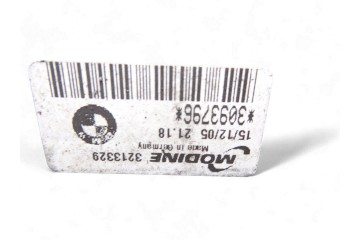 MODINE 3213329
Made in Germany
15/12/05 21.18
*3093796*